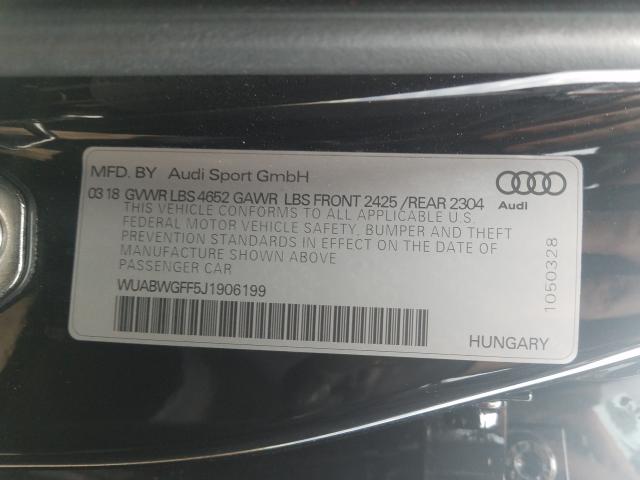 MFD. BY Audi Sport GmbH
03 18 GVWR LBS 4652 GAWR LBS FRONT 2425 /REAR 2304
THIS VEHICLE CONFORMS TO ALL APPLICABLE U.S.
FEDERAL MOTOR VEHICLE SAFETY, BUMPER AND THEFT
PREVENTION STANDARDS IN EFFECT ON THE DATE OF
MANUFACTURE SHOWN ABOVE
PASSENGER CAR
WUABWGFF5J1906199
Audi
1050328
HUNGARY